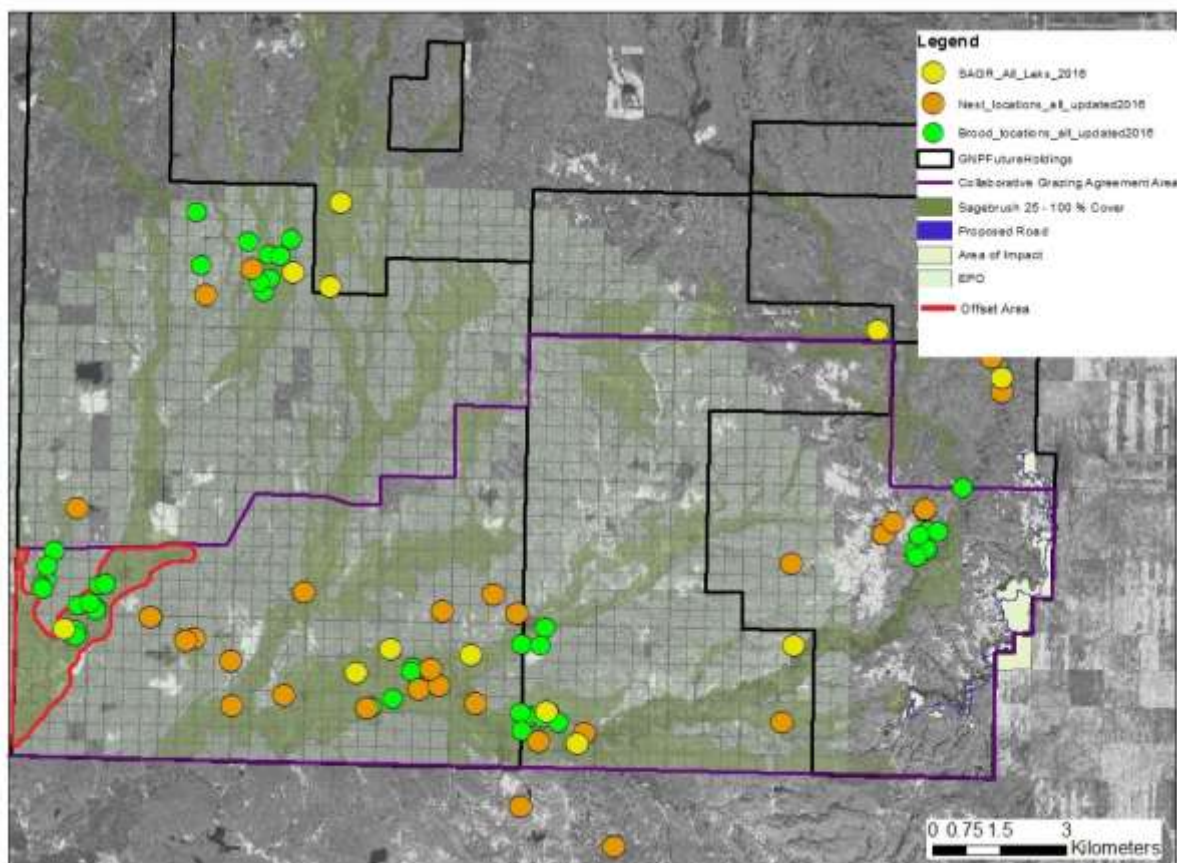 Legend
SAGR_All_Leks_2016
Nest_locations_all_updated2016
Brood_locations_all_updated2016
GNPFutureHoldings
Collaborative Grazing Agreement Area
Sagebrush 25 - 100 % Cover
Proposed Road
Area of Impact
EPO
Offset Area
0 0.75 1.5 3
Kilometers